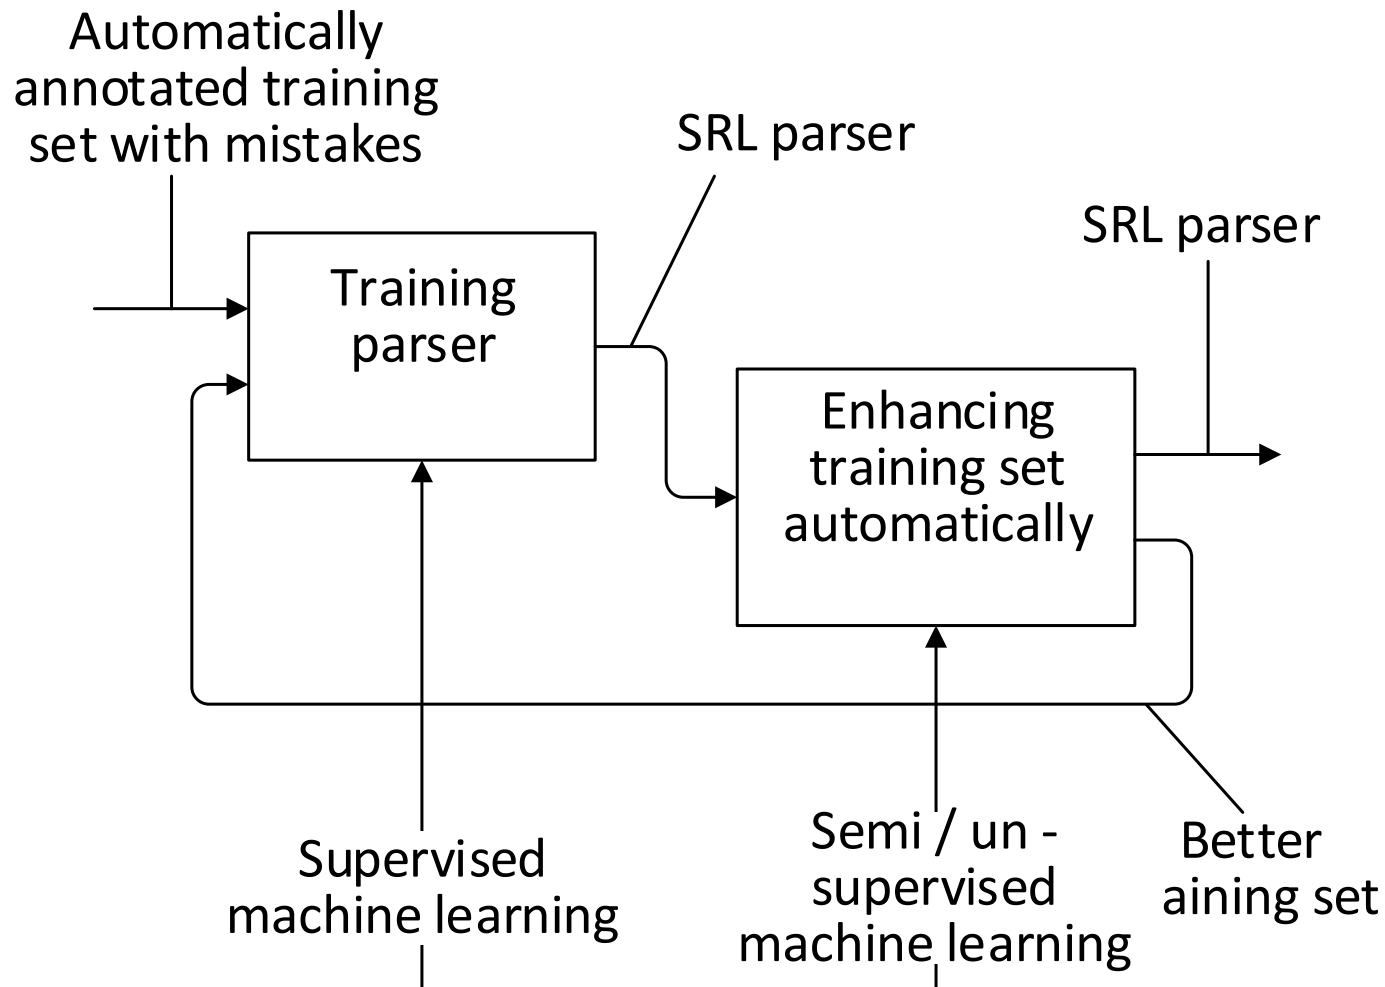 Automatically
annotated training
set with mistakes
SRL parser
SRL parser
Training
parser
Enhancing
training set
automatically
Supervised
machine learning
Semi / un -
supervised
machine learning
Better
aining set